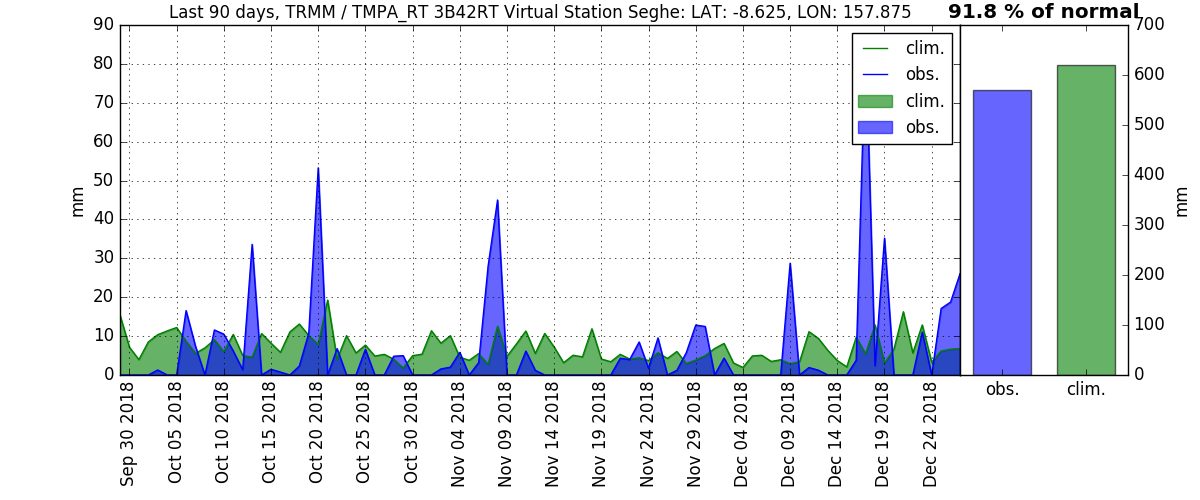 Last 90 days, TRMM / TMPA_RT 3B42RT Virtual Station Seghe: LAT: -8.625, LON: 157.875
91.8 % of normal
90
80
70
60
50
40
30
20
10
0
mm
clim.
obs.
clim.
obs.
700
600
500
400
300
200
100
0
mm
obs.
clim.
Sep 30 2018
Oct 05 2018
Oct 10 2018
Oct 15 2018
Oct 20 2018
Oct 25 2018
Oct 30 2018
Nov 04 2018
Nov 09 2018
Nov 14 2018
Nov 19 2018
Nov 24 2018
Nov 29 2018
Dec 04 2018
Dec 09 2018
Dec 14 2018
Dec 19 2018
Dec 24 2018